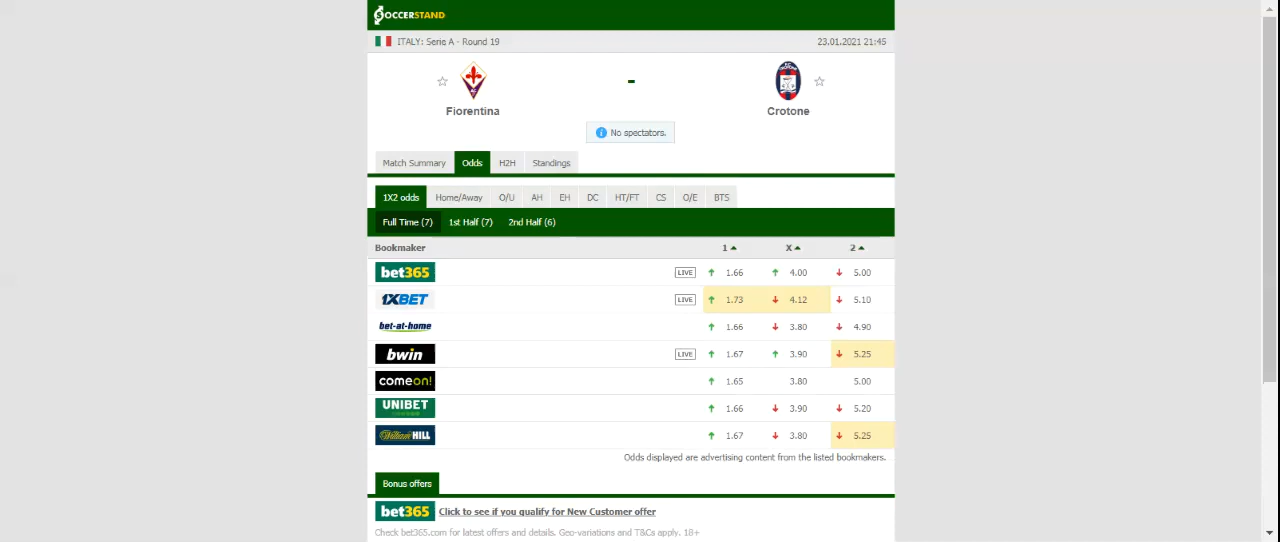 SOCCERSTAND
ITALY: Serie A - Round 19 23.01.2021 21:45
-
Fiorentina Crotone
No spectators.
Match Summary Odds H2H Standings
1X2 odds Home/Away O/U AH EH DC HT/FT CS O/E BTS
Full Time (7) 1st Half (7) 2nd Half (6)
Bookmaker 1 X 2
bet365 LIVE 1.66 4.00 5.00
1XBET LIVE 1.73 4.12 5.10
bet-at-home 1.66 3.80 4.90
bwin LIVE 1.67 3.90 5.25
comeon! 1.65 3.80 5.00
UNIBET 1.66 3.90 5.20
William HILL 1.67 3.80 5.25
Odds displayed are advertising content from the listed bookmakers.
Bonus offers
bet365 Click to see if you qualify for New Customer offer
Check bet365.com for latest offers and details. Geo-variations and T&Cs apply. 18+